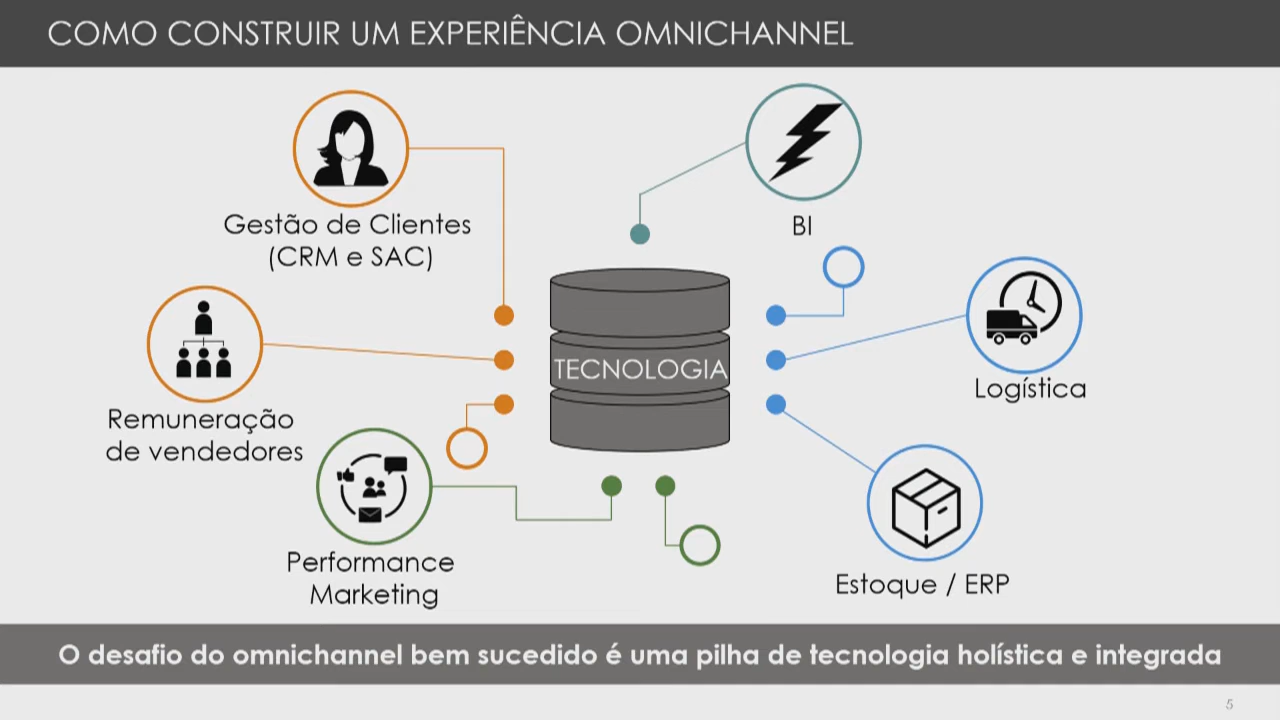 COMO CONSTRUIR UM EXPERIÊNCIA OMNICHANNEL
Gestão de Clientes
(CRM e SAC)
BI
TECNOLOGIA
Logística
Remuneração
de vendedores
Performance
Marketing
Estoque / ERP
O desafio do omnichannel bem sucedido é uma pilha de tecnologia holística e integrada
5